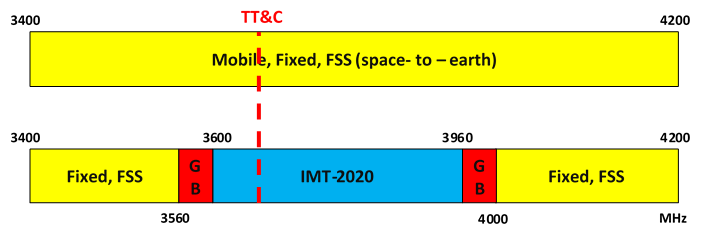 TT&C
3400
4200
Mobile, Fixed, FSS (space- to – earth)
3400
3600
3960
4200
Fixed, FSS
G
B
IMT-2020
G
B
Fixed, FSS
3560
4000
MHz